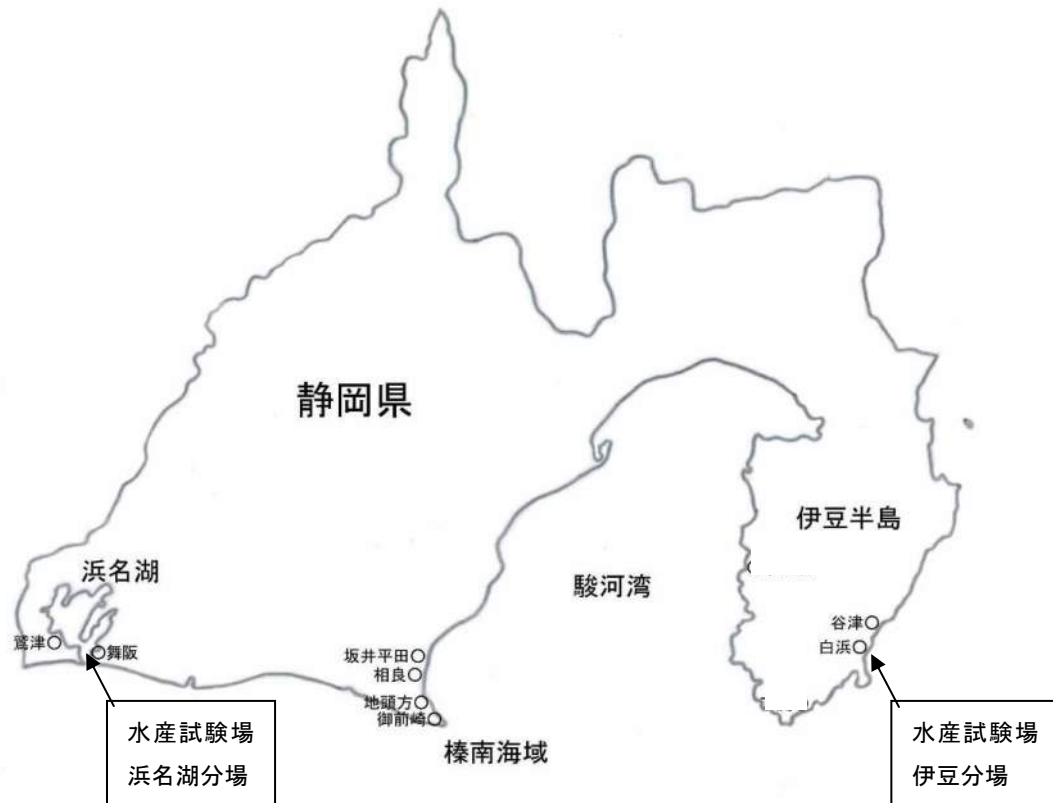 静岡県
伊豆半島
浜名湖
駿河湾
谷津
鷲津
舞阪
白浜
坂井平田
相良
地頭方
御前崎
榛南海域
水産試験場
浜名湖分場
水産試験場
伊豆分場